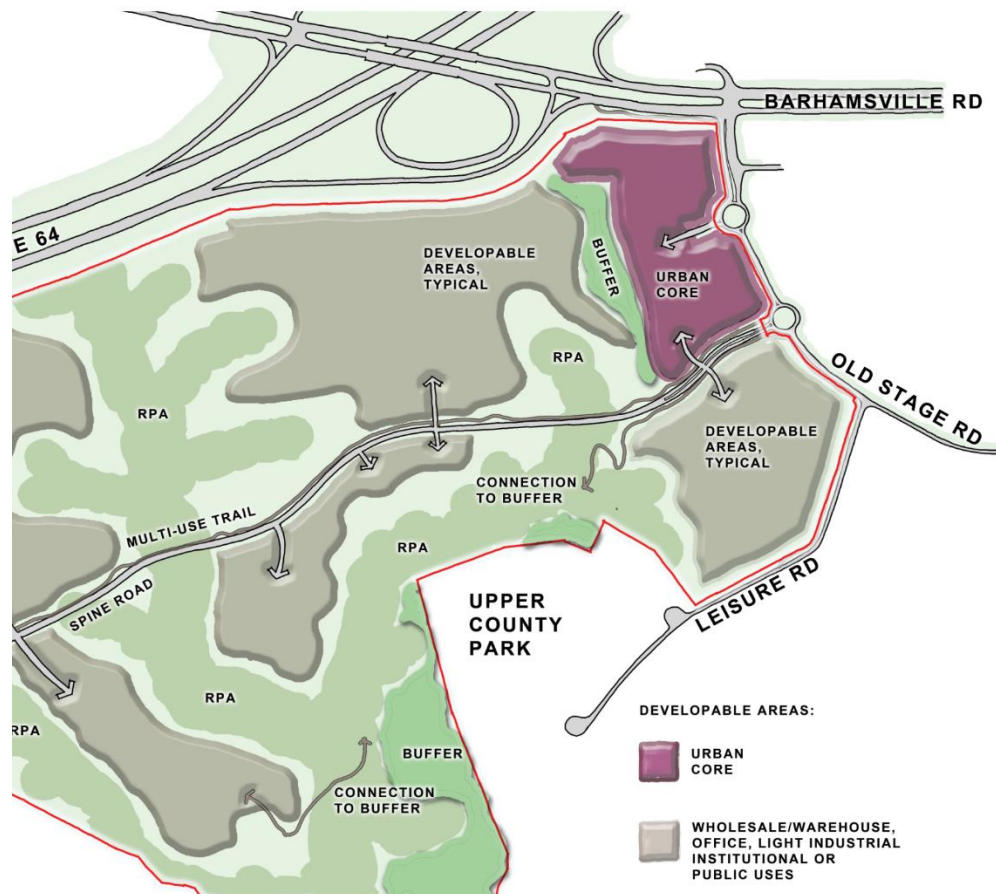 BARHAMSVILLE RD
E 64
DEVELOPABLE
AREAS,
TYPICAL
BUFFER
URBAN
CORE
RPA
RPA
OLD STAGE RD
DEVELOPABLE
AREAS,
TYPICAL
CONNECTION
TO BUFFER
MULTI-USE TRAIL
RPA
SPINE ROAD
UPPER
COUNTY
PARK
LEISURE RD
RPA
RPA
BUFFER
CONNECTION
TO BUFFER
DEVELOPABLE AREAS:
URBAN
CORE
WHOLESALE/WAREHOUSE,
OFFICE, LIGHT INDUSTRIAL
INSTITUTIONAL OR
PUBLIC USES